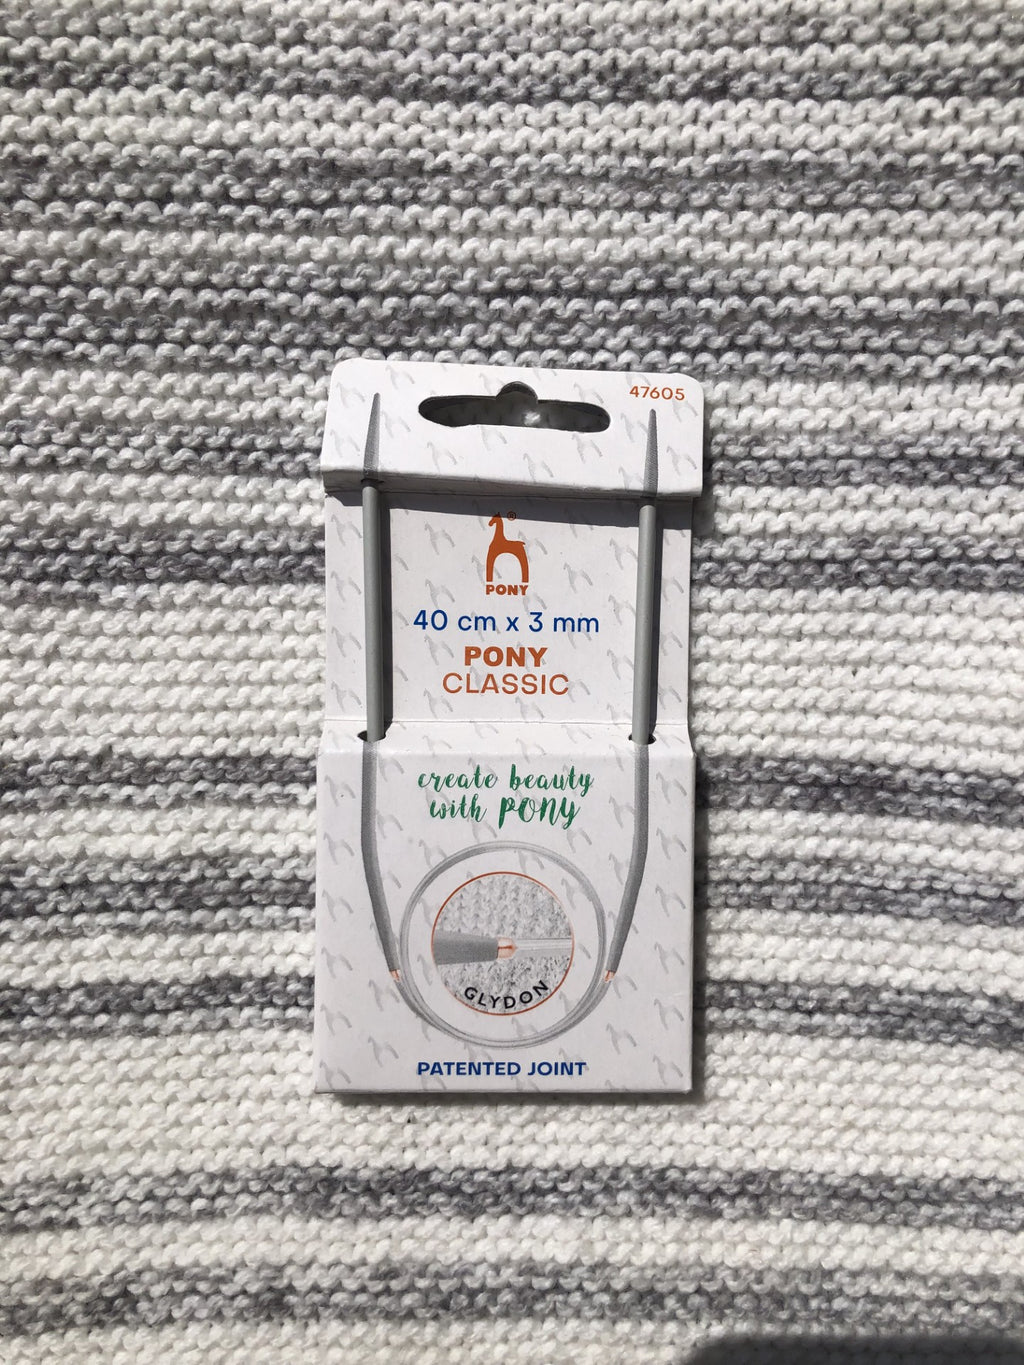 47605
®
PONY
40 cm x 3 mm
PONY
CLASSIC
create beauty
with PONY
GLYDON
PATENTED JOINT